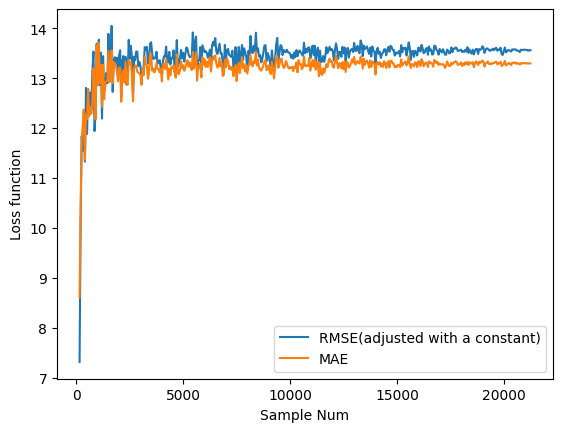 14
13
12
11
10
9
8
7
Loss function
0 5000 10000 15000 20000
Sample Num
RMSE(adjusted with a constant)
MAE